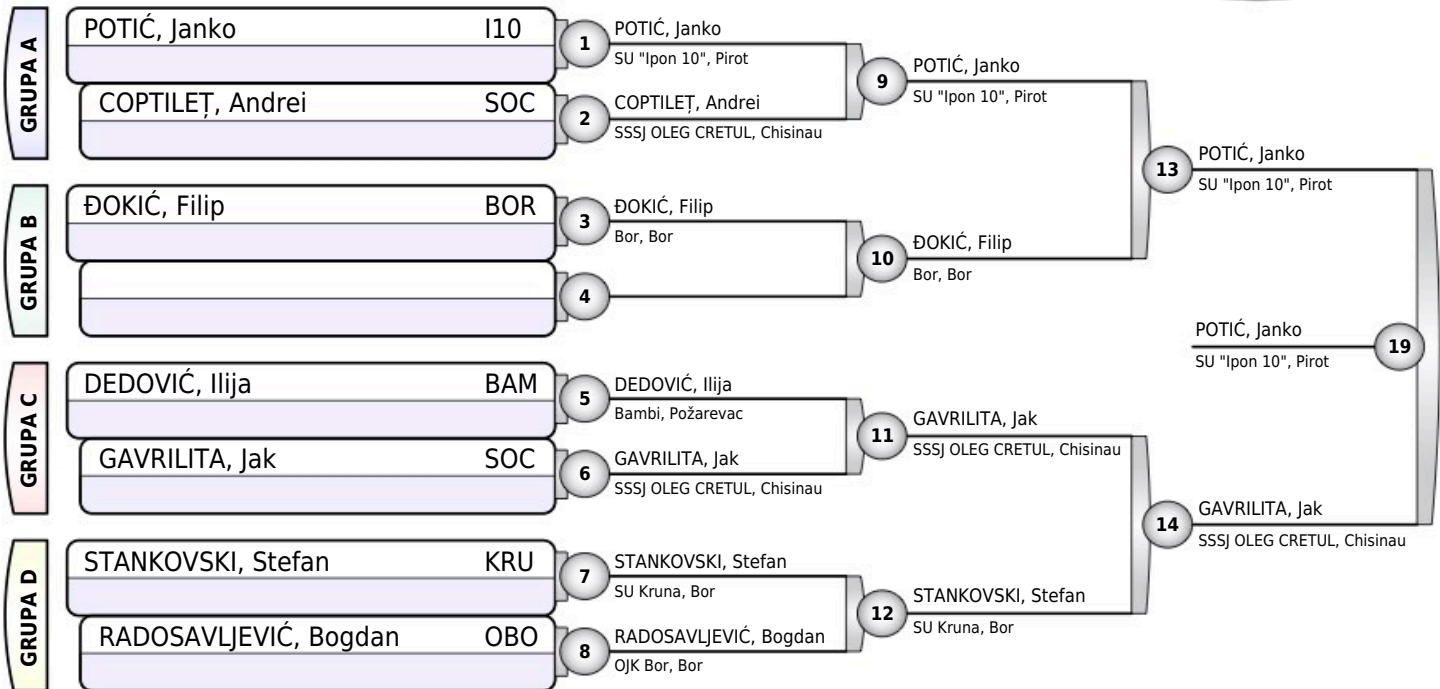 GRUPA A
POTIĆ, Janko I10
COPTILEȚ, Andrei SOC
1
POTIĆ, Janko
SU "Ipon 10", Pirot
2
COPTILEȚ, Andrei
SSSJ OLEG CRETUL, Chisinau
9
POTIĆ, Janko
SU "Ipon 10", Pirot
GRUPA B
ĐOKIĆ, Filip BOR
3
ĐOKIĆ, Filip
Bor, Bor
4
10
ĐOKIĆ, Filip
Bor, Bor
13
POTIĆ, Janko
SU "Ipon 10", Pirot
GRUPA C
DEDOVIĆ, Ilija BAM
GAVRILITA, Jak SOC
5
DEDOVIĆ, Ilija
Bambi, Požarevac
6
GAVRILITA, Jak
SSSJ OLEG CRETUL, Chisinau
11
GAVRILITA, Jak
SSSJ OLEG CRETUL, Chisinau
GRUPA D
STANKOVSKI, Stefan KRU
RADOSAVLJEVIĆ, Bogdan OBO
7
STANKOVSKI, Stefan
SU Kruna, Bor
8
RADOSAVLJEVIĆ, Bogdan
OJK Bor, Bor
12
STANKOVSKI, Stefan
SU Kruna, Bor
14
GAVRILITA, Jak
SSSJ OLEG CRETUL, Chisinau
POTIĆ, Janko
SU "Ipon 10", Pirot
19